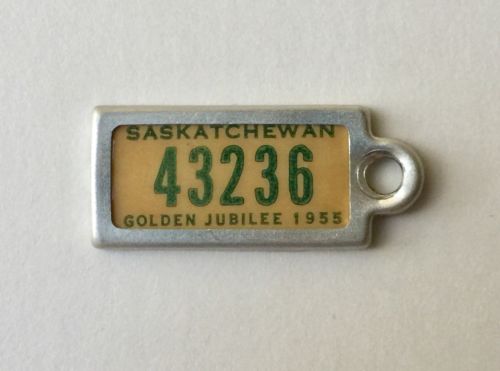 SASKATCHEWAN
43236
GOLDEN JUBILEE 1955